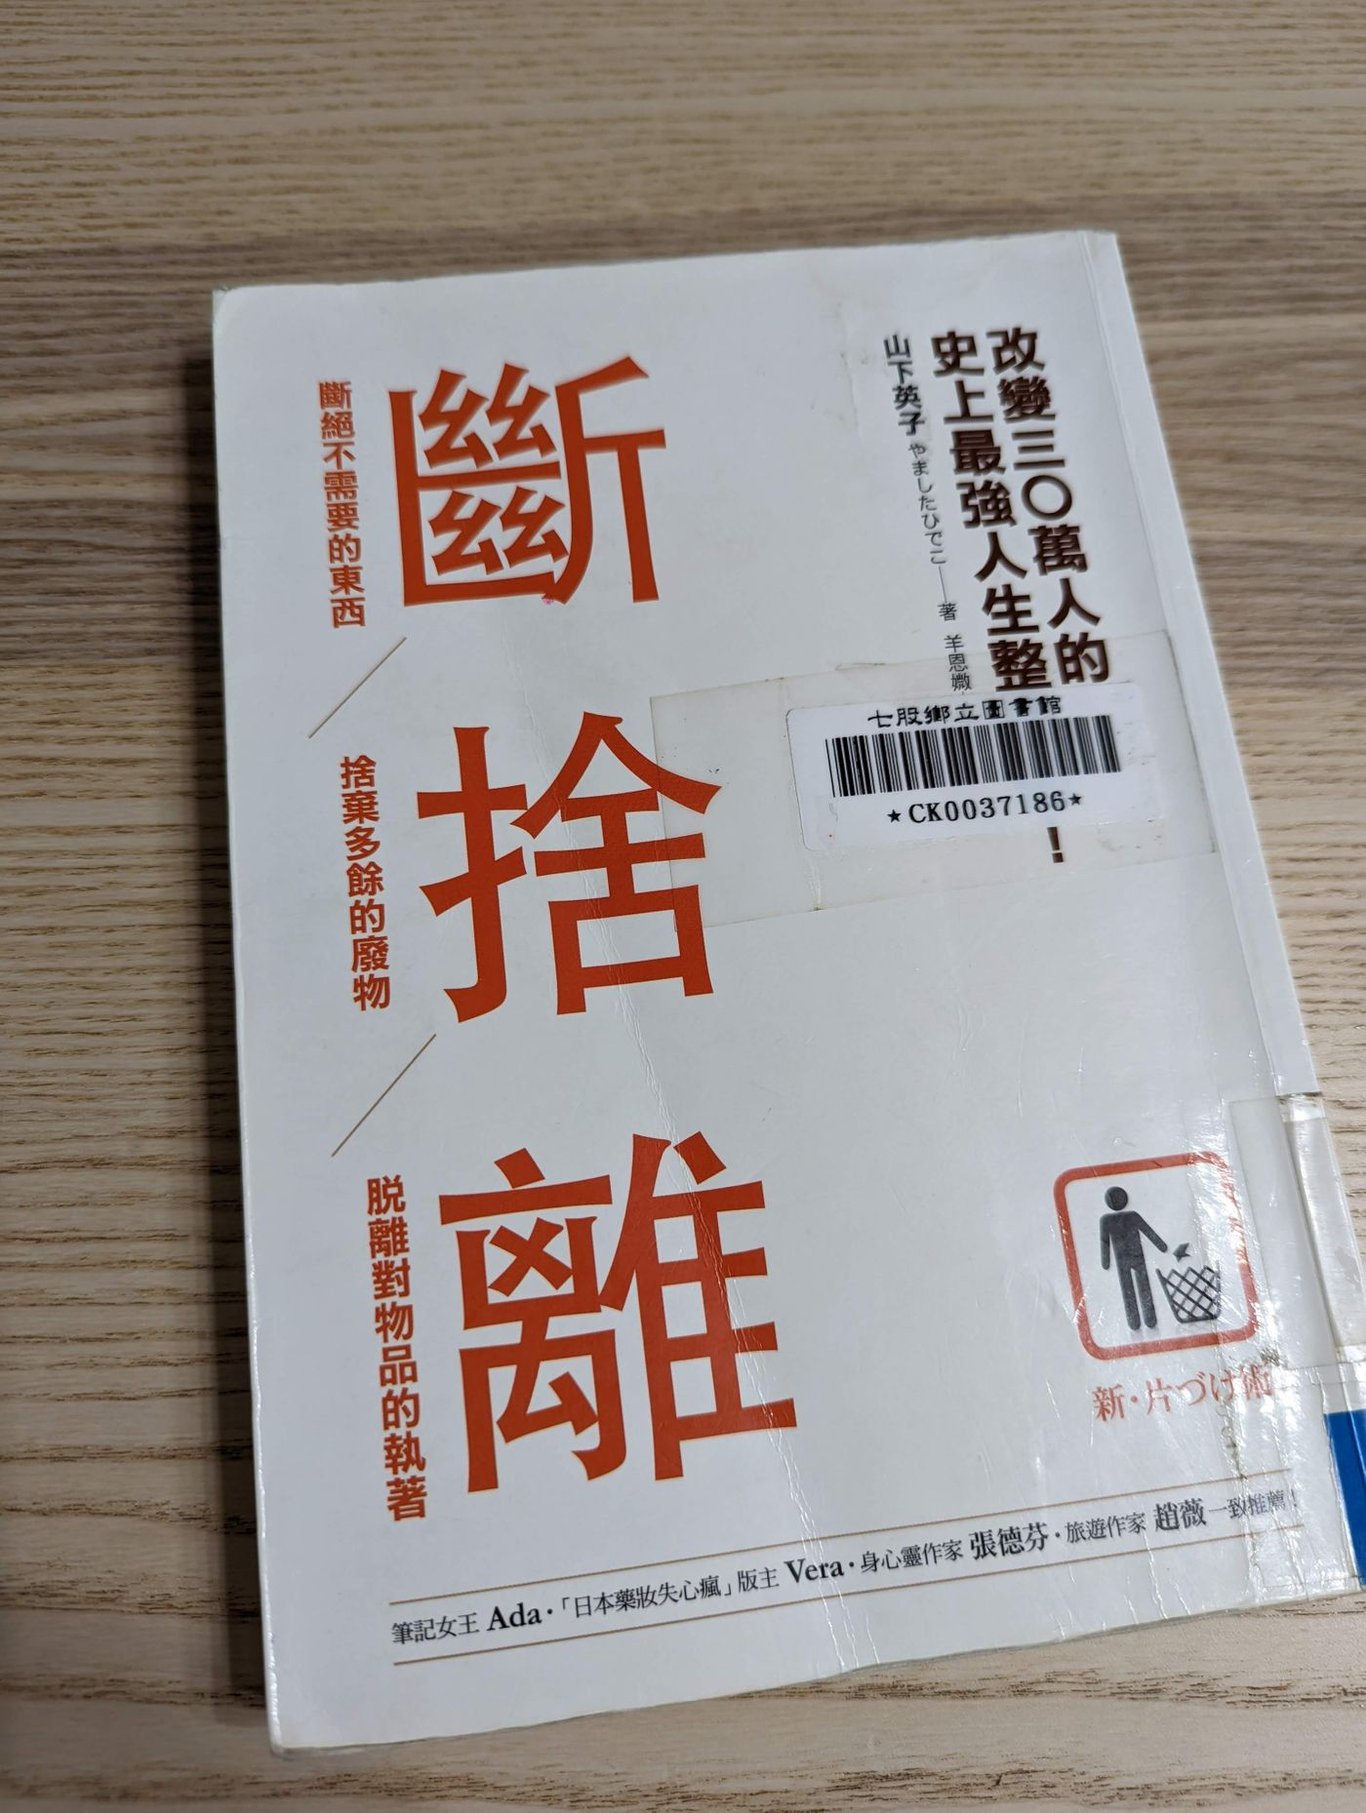 改變三〇萬人的
史上最強人生整
!
山下英子 やましたひでこ——著 羊恩媺
七股鄉立圖書館
★CK0037186★
斷捨離
斷絕不需要的東西
捨棄多餘的廢物
脫離對物品的執著
新・片づけ術
筆記女王 Ada・「日本藥妝失心瘋」版主 Vera・身心靈作家 張德芬・旅遊作家 趙薇 一致推薦!